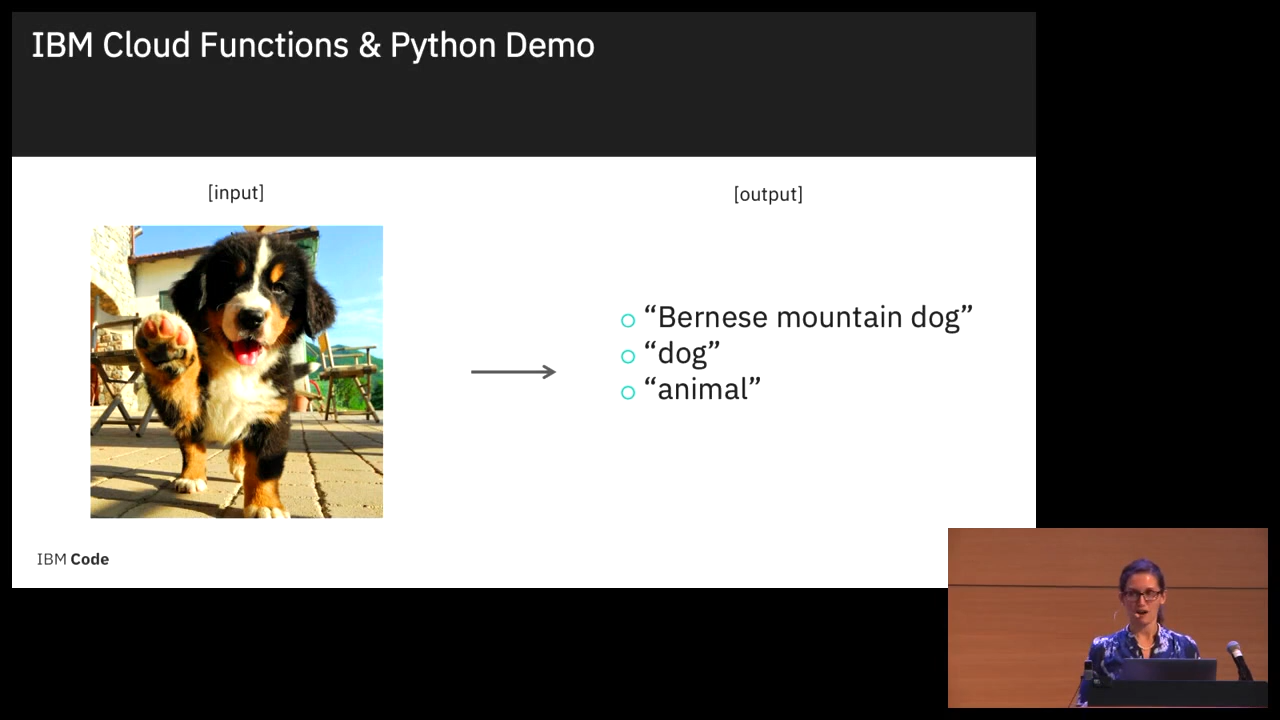 IBM Cloud Functions & Python Demo
[input]
[output]
“Bernese mountain dog”
“dog”
“animal”
IBM Code